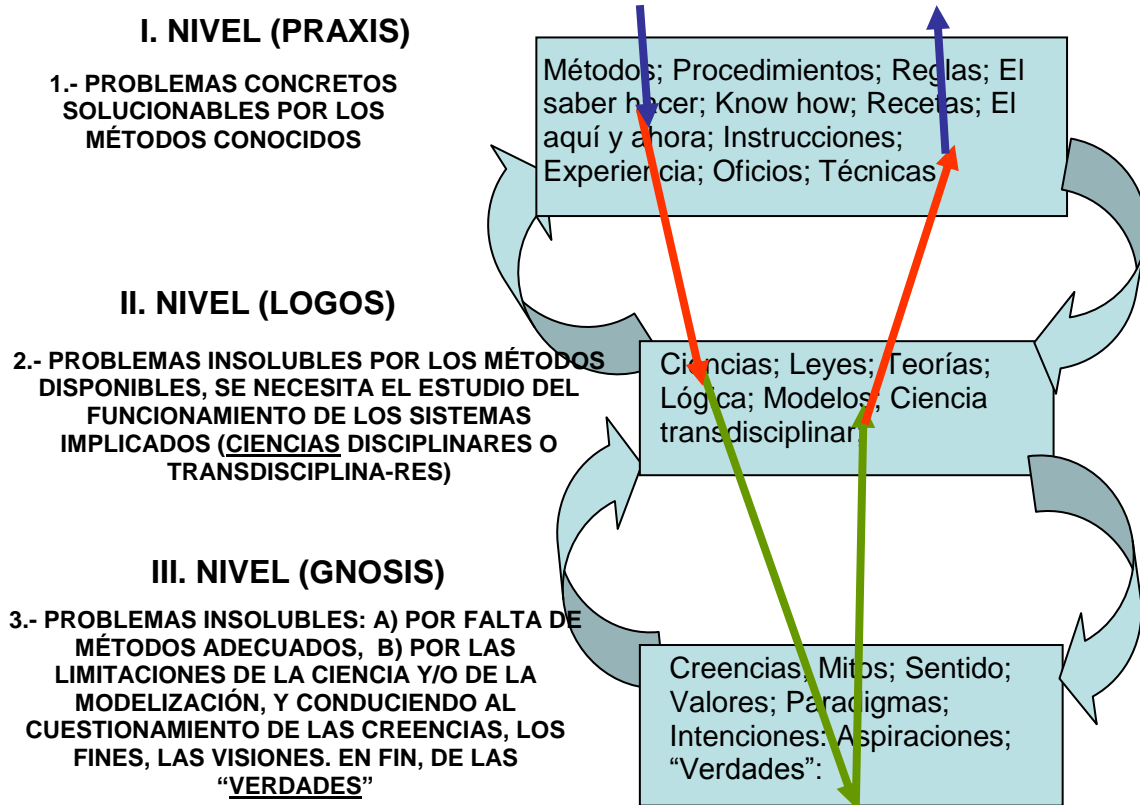 I. NIVEL (PRAXIS)
1.- PROBLEMAS CONCRETOS
SOLUCIONABLES POR LOS
MÉTODOS CONOCIDOS
Métodos; Procedimientos; Reglas; El
saber hacer; Know how; Recetas; El
aquí y ahora; Instrucciones;
Experiencia; Oficios; Técnicas
II. NIVEL (LOGOS)
2.- PROBLEMAS INSOLUBLES POR LOS MÉTODOS
DISPONIBLES, SE NECESITA EL ESTUDIO DEL
FUNCIONAMIENTO DE LOS SISTEMAS
IMPLICADOS (CIENCIAS DISCIPLINARES O
TRANSDISCIPLINA-RES)
Ciencias; Leyes; Teorías;
Lógica; Modelos; Ciencia
transdisciplinar;
III. NIVEL (GNOSIS)
3.- PROBLEMAS INSOLUBLES: A) POR FALTA DE
MÉTODOS ADECUADOS, B) POR LAS
LIMITACIONES DE LA CIENCIA Y/O DE LA
MODELIZACIÓN, Y CONDUCIENDO AL
CUESTIONAMIENTO DE LAS CREENCIAS, LOS
FINES, LAS VISIONES. EN FIN, DE LAS
“VERDADES”
Creencias; Mitos; Sentido;
Valores; Paradigmas;
Intenciones: Aspiraciones;
“Verdades”: